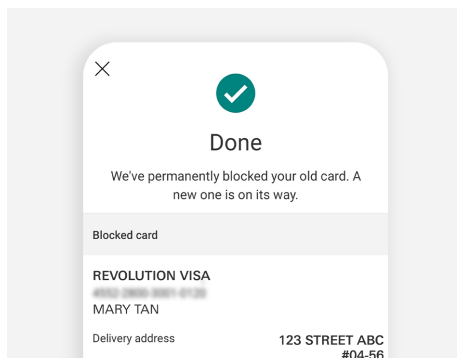 Done
We've permanently blocked your old card. A
new one is on its way.
Blocked card
REVOLUTION VISA
MARY TAN
Delivery address
123 STREET ABC
#04-56